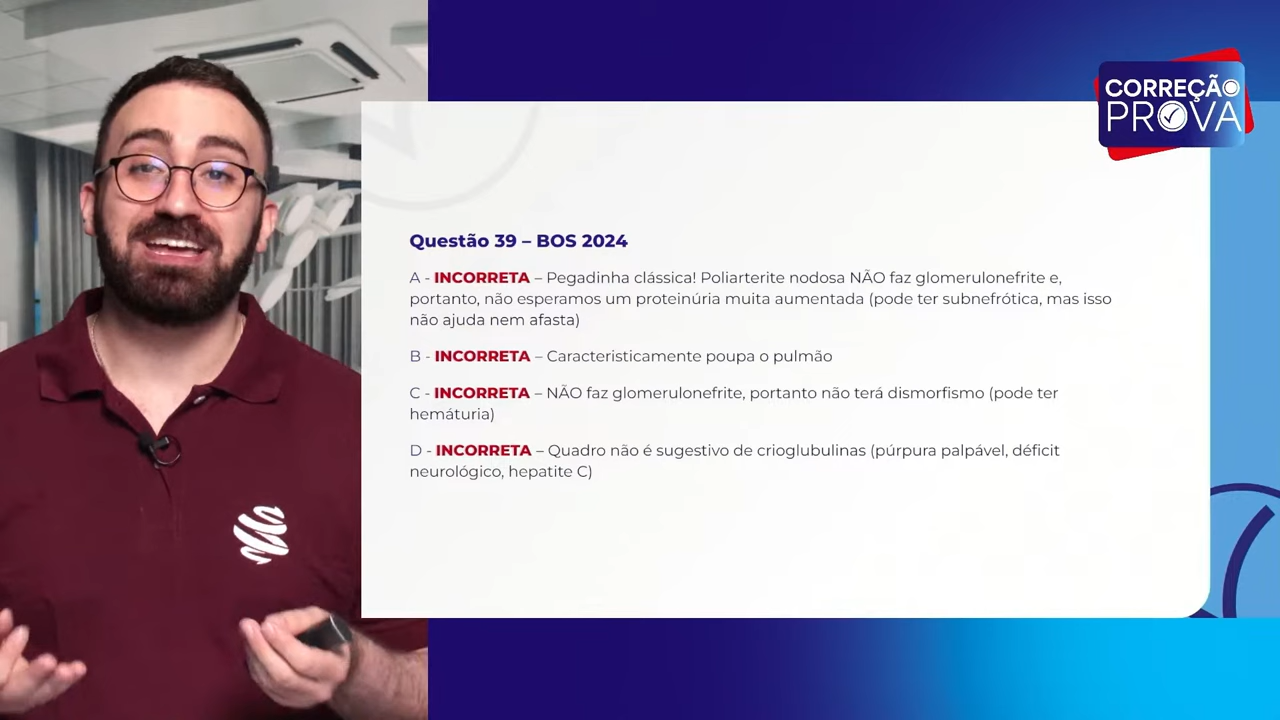 CORREÇÃO
PROVA
Questão 39 – BOS 2024
A - INCORRETA – Pegadinha clássica! Poliarterite nodosa NÃO faz glomerulonefrite e,
portanto, não esperamos um proteinúria muita aumentada (pode ter subnefrótica, mas isso
não ajuda nem afasta)
B - INCORRETA – Caracteristicamente poupa o pulmão
C - INCORRETA – NÃO faz glomerulonefrite, portanto não terá dismorfismo (pode ter
hemáturia)
D - INCORRETA – Quadro não é sugestivo de crioglubulinas (púrpura palpável, déficit
neurológico, hepatite C)